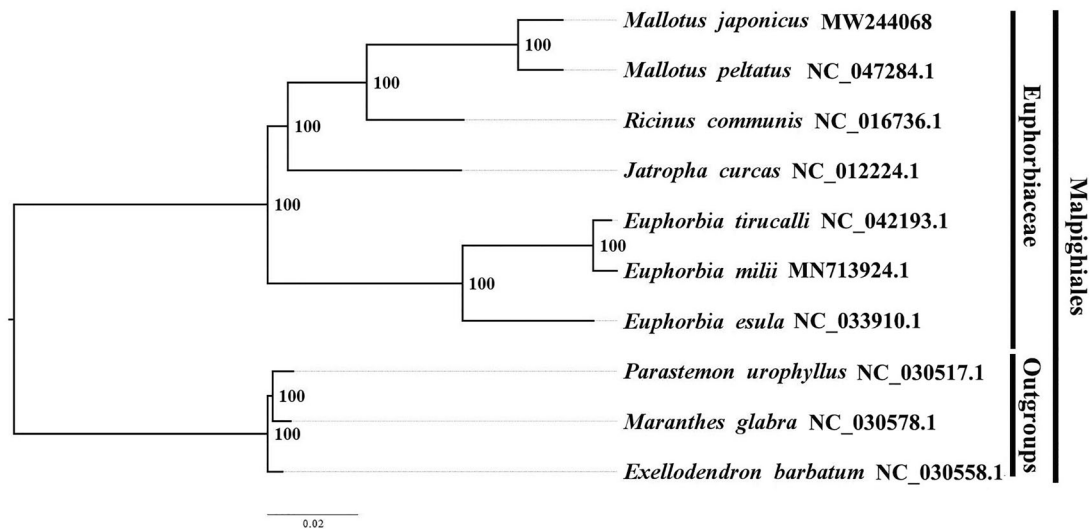 Mallotus japonicus MW244068
100
Mallotus peltatus NC_047284.1
100
Ricinus communis NC_016736.1
100
Jatropha curcas NC_012224.1
100
Euphorbia tirucalli NC_042193.1
100
Euphorbia milii MN713924.1
100
Euphorbia esula NC_033910.1
Parastemon urophyllus NC_030517.1
100
Maranthes glabra NC_030578.1
100
Exellodendron barbatum NC_030558.1
Euphorbiaceae
Outgroups
Malpighiales
0.02